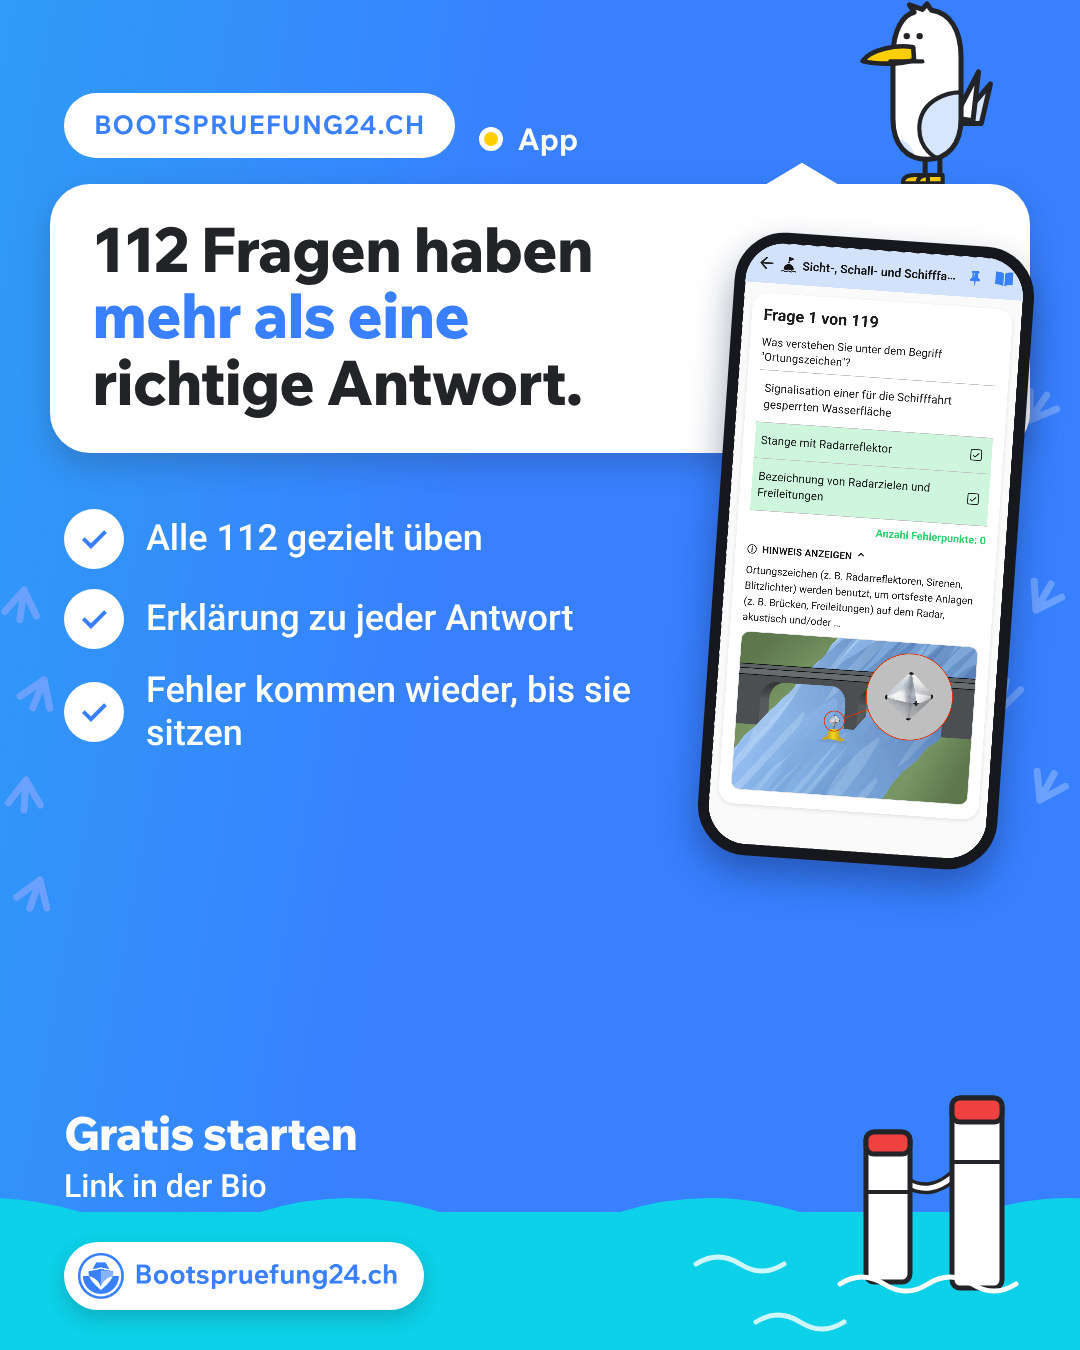 BOOTSPRUEFUNG24.CH
App
112 Fragen haben
mehr als eine
richtige Antwort.
Alle 112 gezielt üben
Erklärung zu jeder Antwort
Fehler kommen wieder, bis sie
sitzen
Sicht-, Schall- und Schifffa...
Frage 1 von 119
Was verstehen Sie unter dem Begriff
"Ortungszeichen"?
Signalisation einer für die Schifffahrt
gesperrten Wasserfläche
Stange mit Radarreflektor
Bezeichnung von Radarzielen und
Freileitungen
Anzahl Fehlerpunkte: 0
HINWEIS ANZEIGEN
Ortungszeichen (z. B. Radarreflektoren, Sirenen,
Blitzlichter) werden benutzt, um ortsfeste Anlagen
(z. B. Brücken, Freileitungen) auf dem Radar,
akustisch und/oder ...
Gratis starten
Link in der Bio
Bootspruefung24.ch